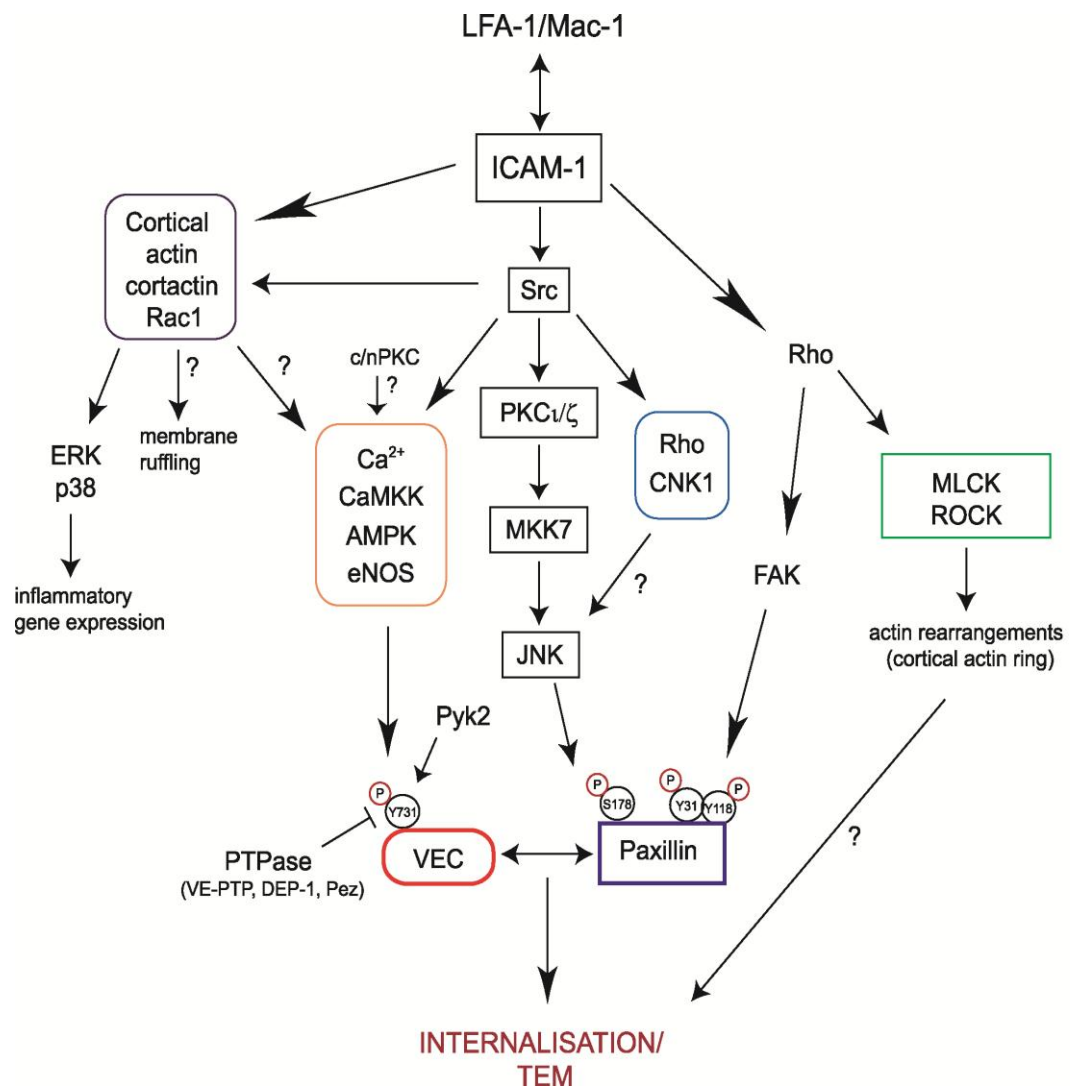 LFA-1/Mac-1
ICAM-1
Cortical
actin
cortactin
Rac1
Src
Rho
?
?
c/nPKC
?
PKCι/ζ
Rho
CNK1
membrane
ruffling
ERK
p38
Ca²⁺
CaMKK
AMPK
eNOS
MLCK
ROCK
MKK7
?
FAK
inflammatory
gene expression
JNK
actin rearrangements
(cortical actin ring)
Pyk2
P
Y731
P
S178
P
Y31
Y118
P
PTPase
(VE-PTP, DEP-1, Pez)
VEC
Paxillin
?
INTERNALISATION/
TEM